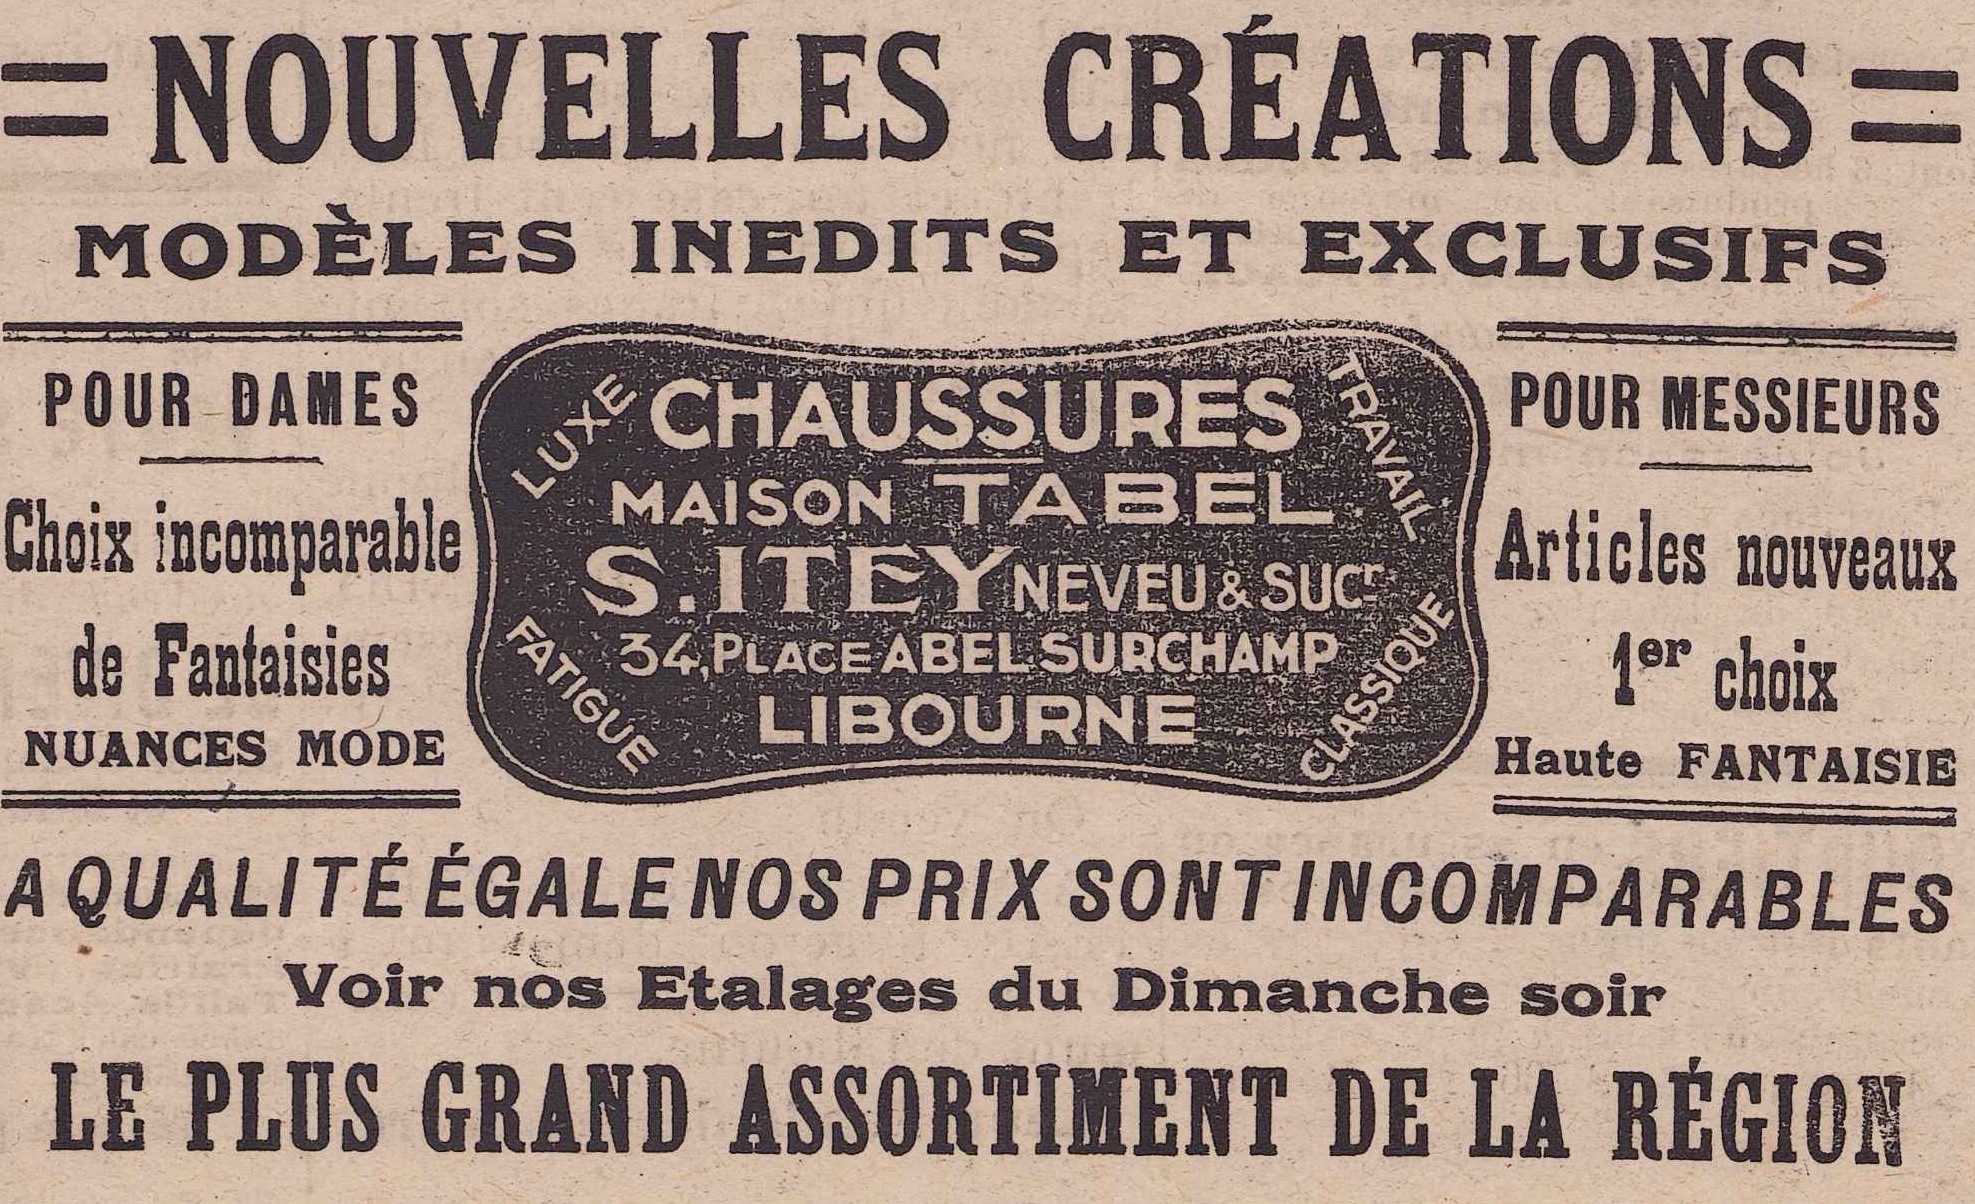 = NOUVELLES CRÉATIONS =
MODÈLES INEDITS ET EXCLUSIFS
POUR DAMES
Choix incomparable
de Fantaisies
NUANCES MODE
LUXE
TRAVAIL
CHAUSSURES
MAISON TABEL
S. ITEY NEVEU & SUCr
34, PLACE ABEL SURCHAMP
LIBOURNE
FATIGUE
CLASSIQUE
POUR MESSIEURS
Articles nouveaux
1er choix
Haute FANTAISIE
A QUALITÉ ÉGALE NOS PRIX SONT INCOMPARABLES
Voir nos Etalages du Dimanche soir
LE PLUS GRAND ASSORTIMENT DE LA RÉGION